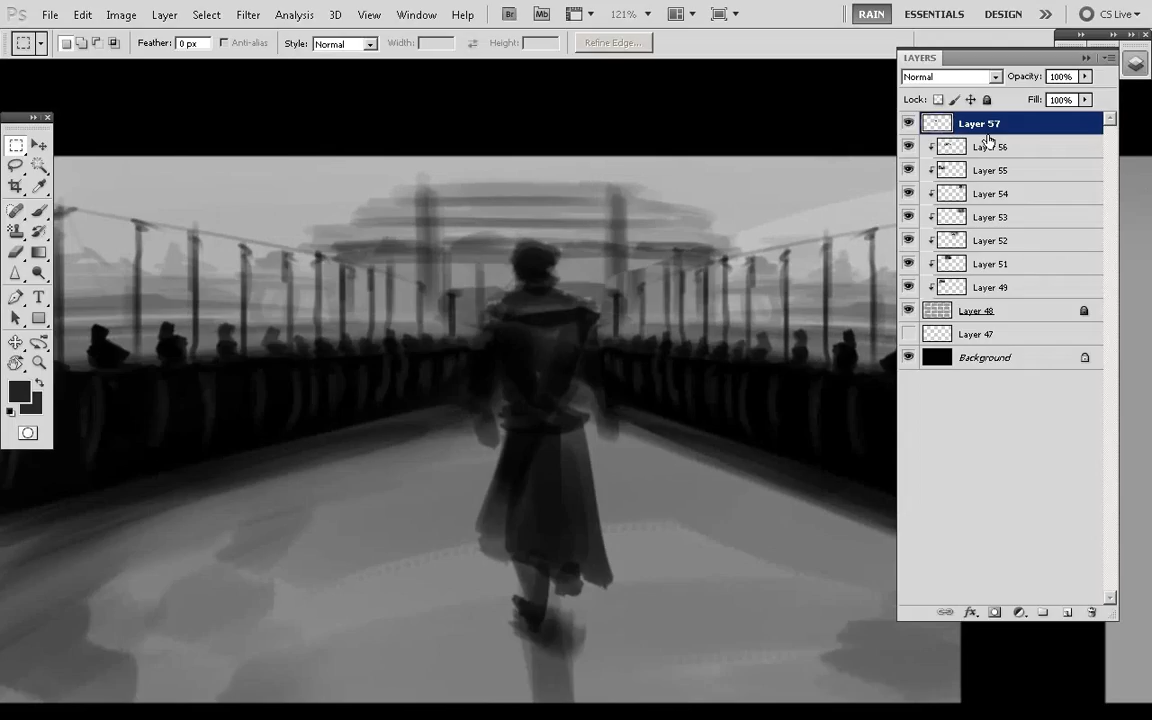 Ps File Edit Image Layer Select Filter Analysis 3D View Window Help Br Mb 121% RAIN ESSENTIALS DESIGN CS Live
Feather: 0 px Anti-alias Style: Normal Width: Height: Refine Edge...
LAYERS
Normal Opacity: 100%
Lock: Fill: 100%
Layer 57
Layer 56
Layer 55
Layer 54
Layer 53
Layer 52
Layer 51
Layer 49
Layer 48
Layer 47
Background
T
fx